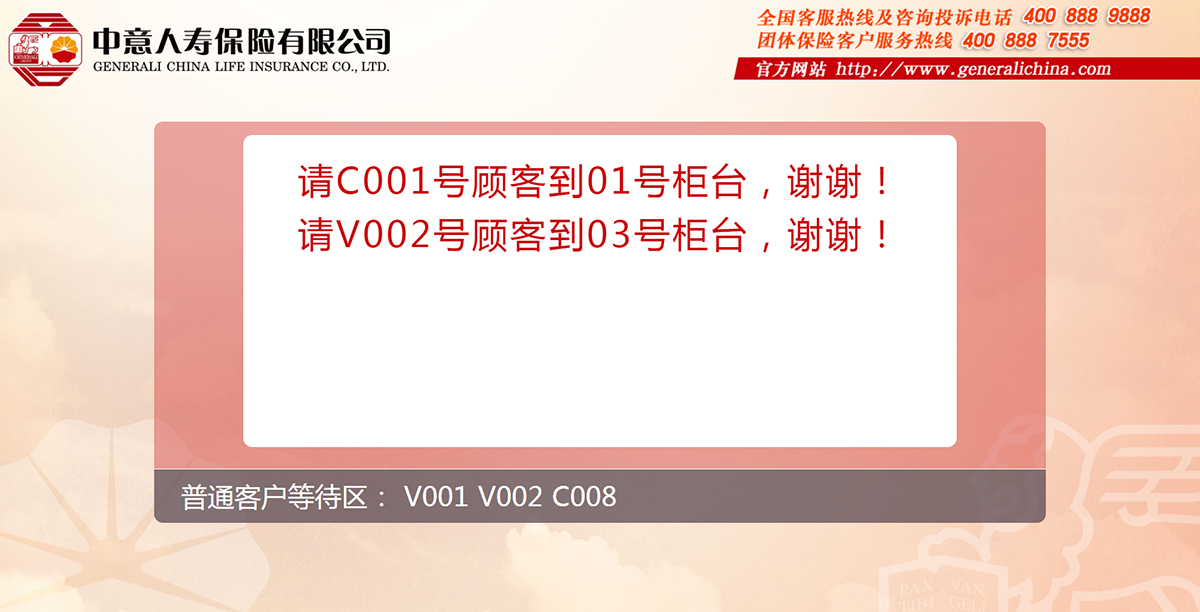 中意人寿保险有限公司
GENERALI CHINA LIFE INSURANCE CO., LTD.
全国客服热线及咨询投诉电话 400 888 9888
团体保险客户服务热线 400 888 7555
官方网站 http://www.generalichina.com
请C001号顾客到01号柜台，谢谢！
请V002号顾客到03号柜台，谢谢！
普通客户等待区： V001 V002 C008
PAX VAN
TIBI GELI